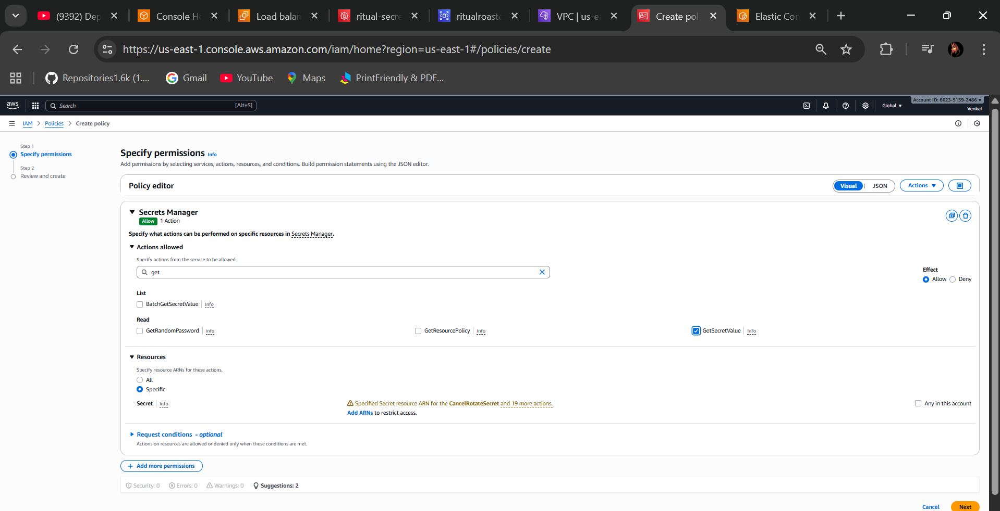 (9392) Dep
Console Ho
Load balan
ritual-secre
ritualroast
VPC | us-ea
Create poli
Elastic Con
https://us-east-1.console.aws.amazon.com/iam/home?region=us-east-1#/policies/create
Repositories1.6k (1....
Gmail
YouTube
Maps
PrintFriendly & PDF...
aws
Search
[Alt+S]
Global
Account ID: 6023-5139-2486
Venkat
IAM
Policies
Create policy
Step 1
Specify permissions
Step 2
Review and create
Specify permissions Info
Add permissions by selecting services, actions, resources, and conditions. Build permission statements using the JSON editor.
Policy editor
Visual
JSON
Actions
Secrets Manager
Allow 1 Action
Specify what actions can be performed on specific resources in Secrets Manager.
Actions allowed
Specify actions from the service to be allowed.
get
Effect
Allow
Deny
List
BatchGetSecretValue Info
Read
GetRandomPassword Info
GetResourcePolicy Info
GetSecretValue Info
Resources
Specify resource ARNs for these actions.
All
Specific
Secret Info
Specified Secret resource ARN for the CancelRotateSecret and 19 more actions.
Add ARNs to restrict access.
Any in this account
Request conditions - optional
Actions on resources are allowed or denied only when these conditions are met.
Add more permissions
Security: 0
Errors: 0
Warnings: 0
Suggestions: 2
Cancel
Next